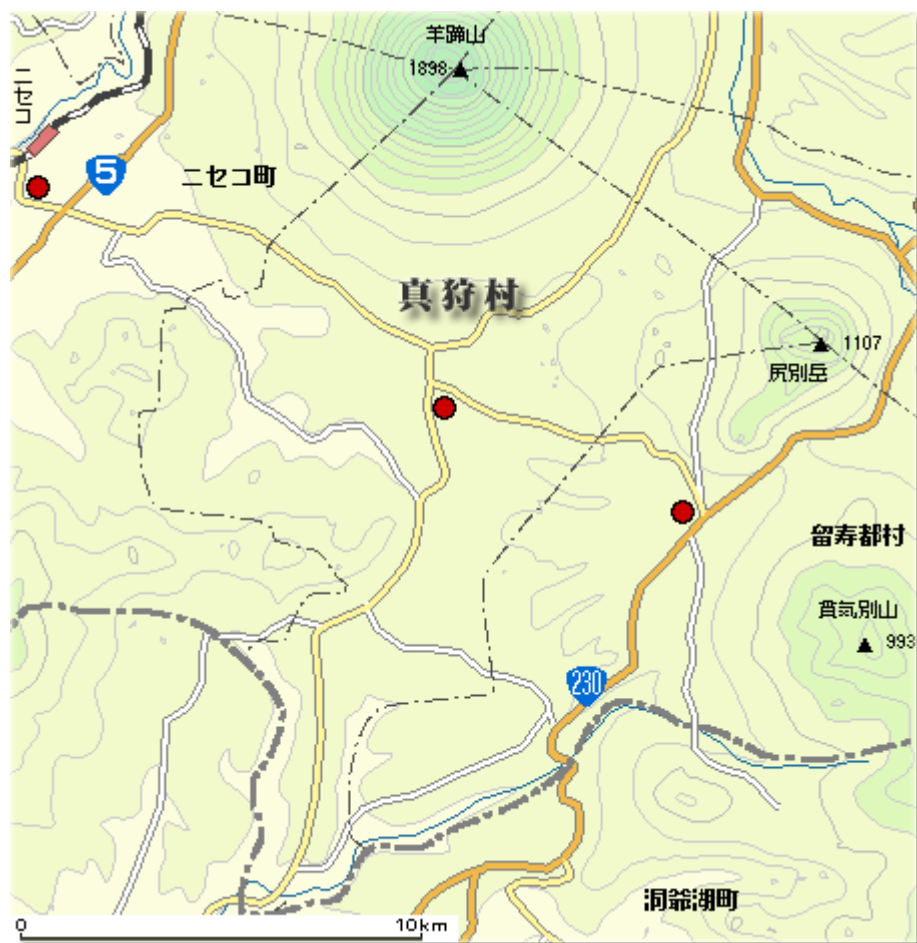 羊蹄山
1898
ニセコ
5
ニセコ町
真狩村
1107
尻別岳
留寿都村
貫気別山
993
230
洞爺湖町
0 10km